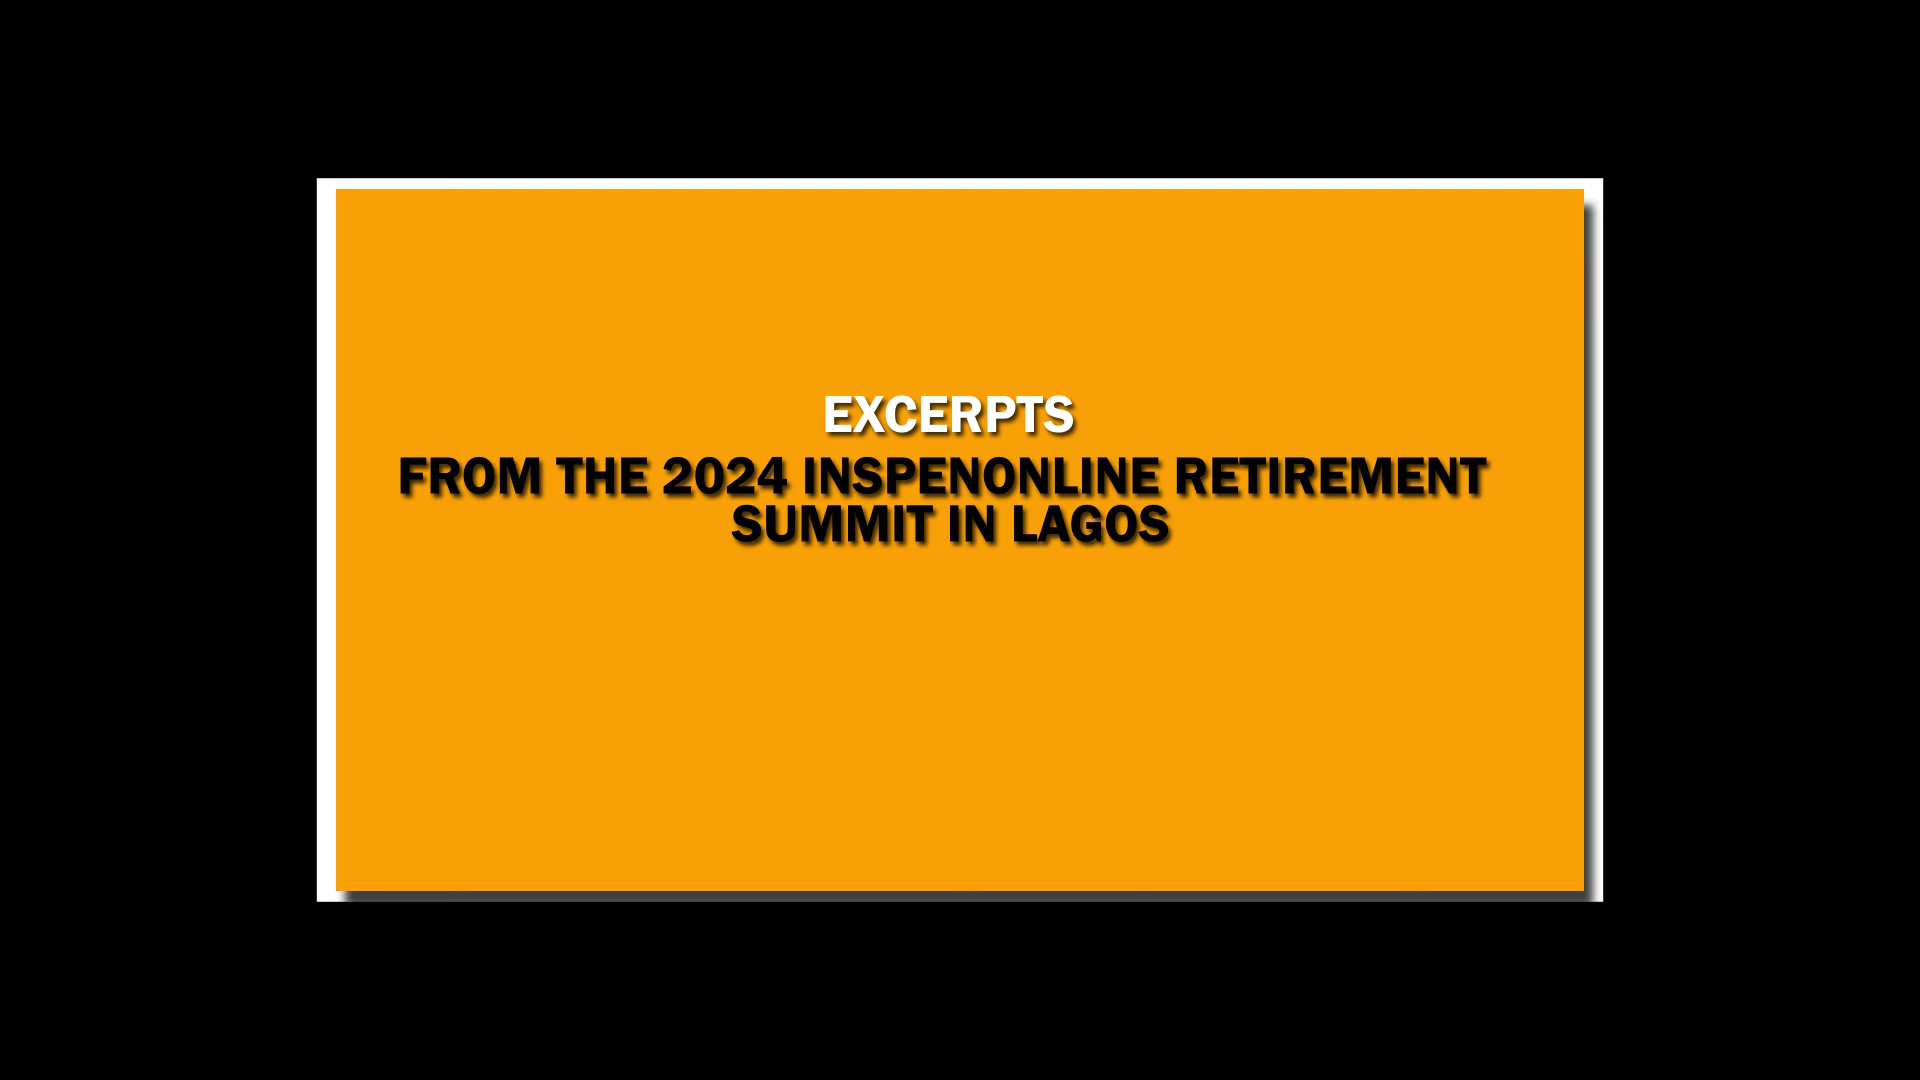 EXCERPTS
FROM THE 2024 INSPENONLINE RETIREMENT
SUMMIT IN LAGOS